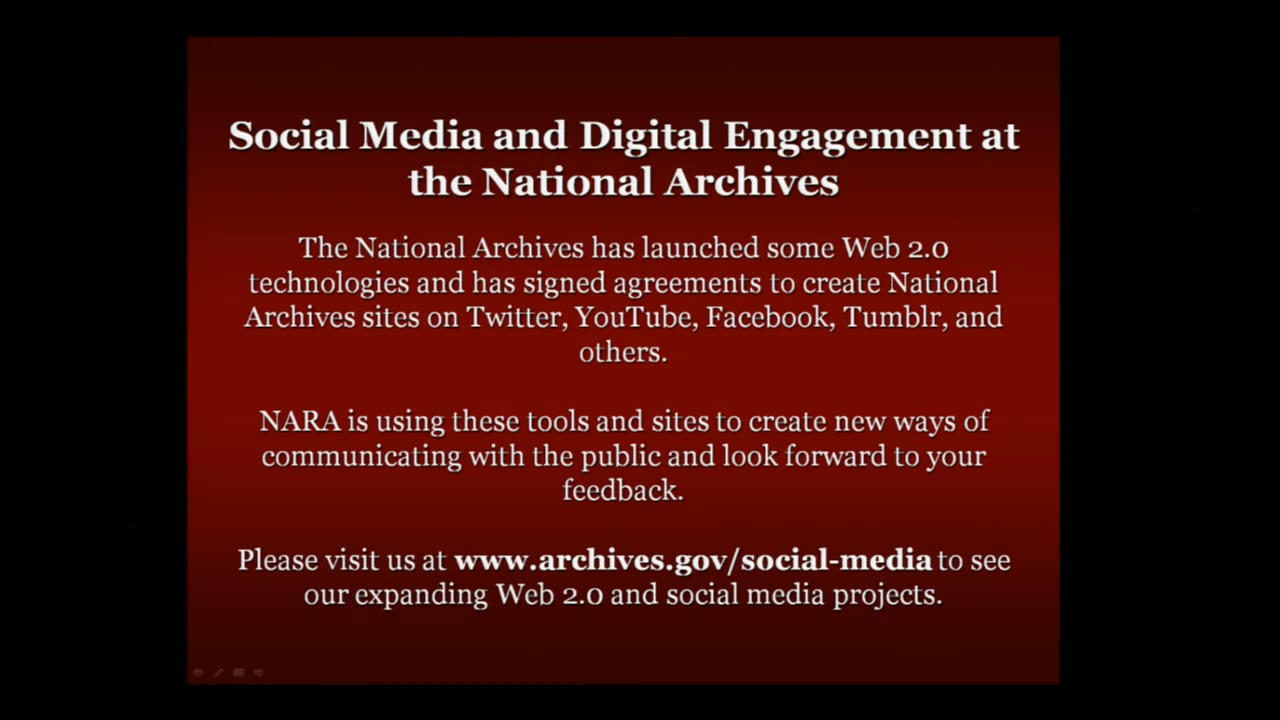 Social Media and Digital Engagement at
the National Archives
The National Archives has launched some Web 2.0
technologies and has signed agreements to create National
Archives sites on Twitter, YouTube, Facebook, Tumblr, and
others.
NARA is using these tools and sites to create new ways of
communicating with the public and look forward to your
feedback.
Please visit us at www.archives.gov/social-media to see
our expanding Web 2.0 and social media projects.